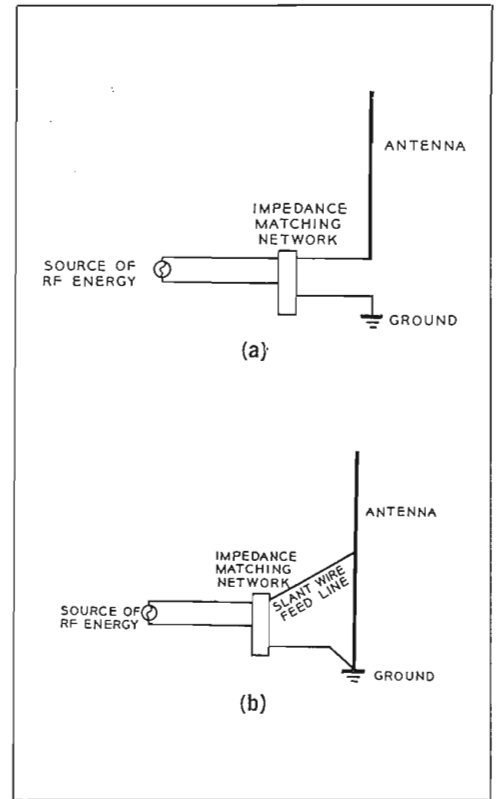 ANTENNA
IMPEDANCE
MATCHING
NETWORK
SOURCE OF
RF ENERGY
GROUND
(a)
ANTENNA
IMPEDANCE
MATCHING
NETWORK
SLANT WIRE
FEED LINE
SOURCE OF
RF ENERGY
GROUND
(b)